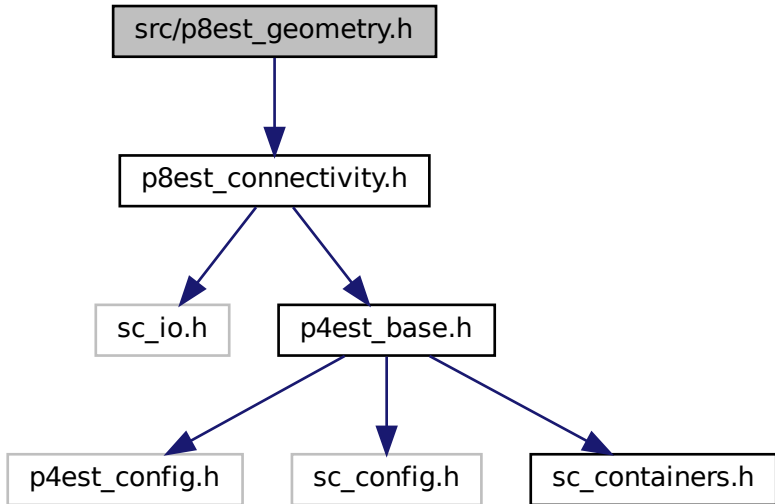 src/p8est_geometry.h
p8est_connectivity.h
sc_io.h
p4est_base.h
p4est_config.h
sc_config.h
sc_containers.h